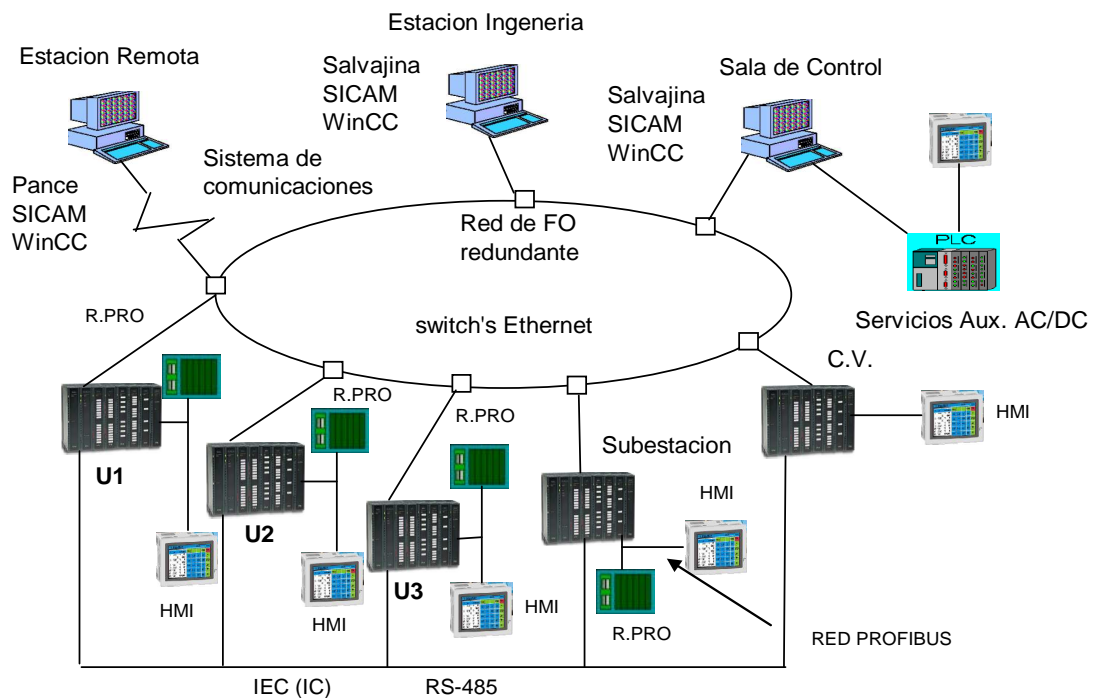 Estacion Ingeneria
Estacion Remota
Salvajina
SICAM
WinCC
Sala de Control
Salvajina
SICAM
WinCC
Sistema de
comunicaciones
Pance
SICAM
WinCC
Red de FO
redundante
PLC
R.PRO
switch's Ethernet
Servicios Aux. AC/DC
C.V.
R.PRO
R.PRO
HMI
Subestacion
U1
HMI
U2
U3
HMI
HMI
HMI
R.PRO
RED PROFIBUS
IEC (IC)
RS-485